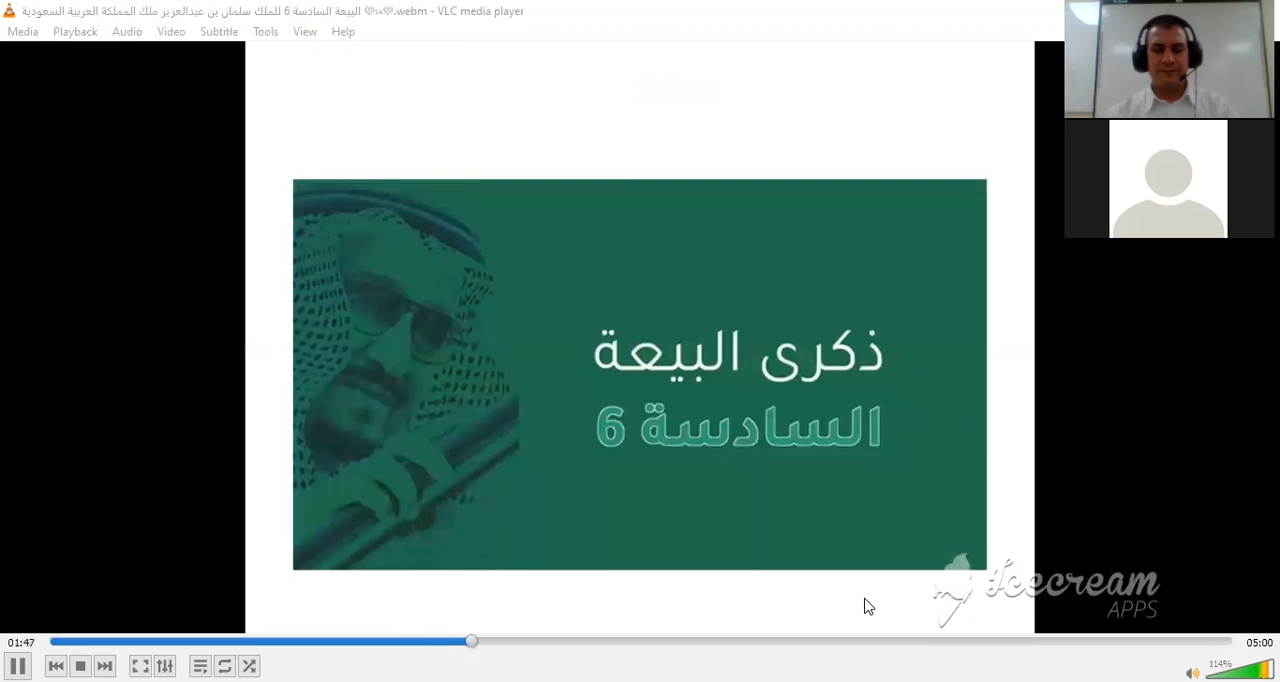 البيعة السادسة 6 للملك سلمان بن عبدالعزيز ملك المملكة العربية السعودية 🤍🇸🇦🤍.webm - VLC media player
Media Playback Audio Video Subtitle Tools View Help
ذكرى البيعة
السادسة 6
Icecream
APPS
01:47
05:00
114%